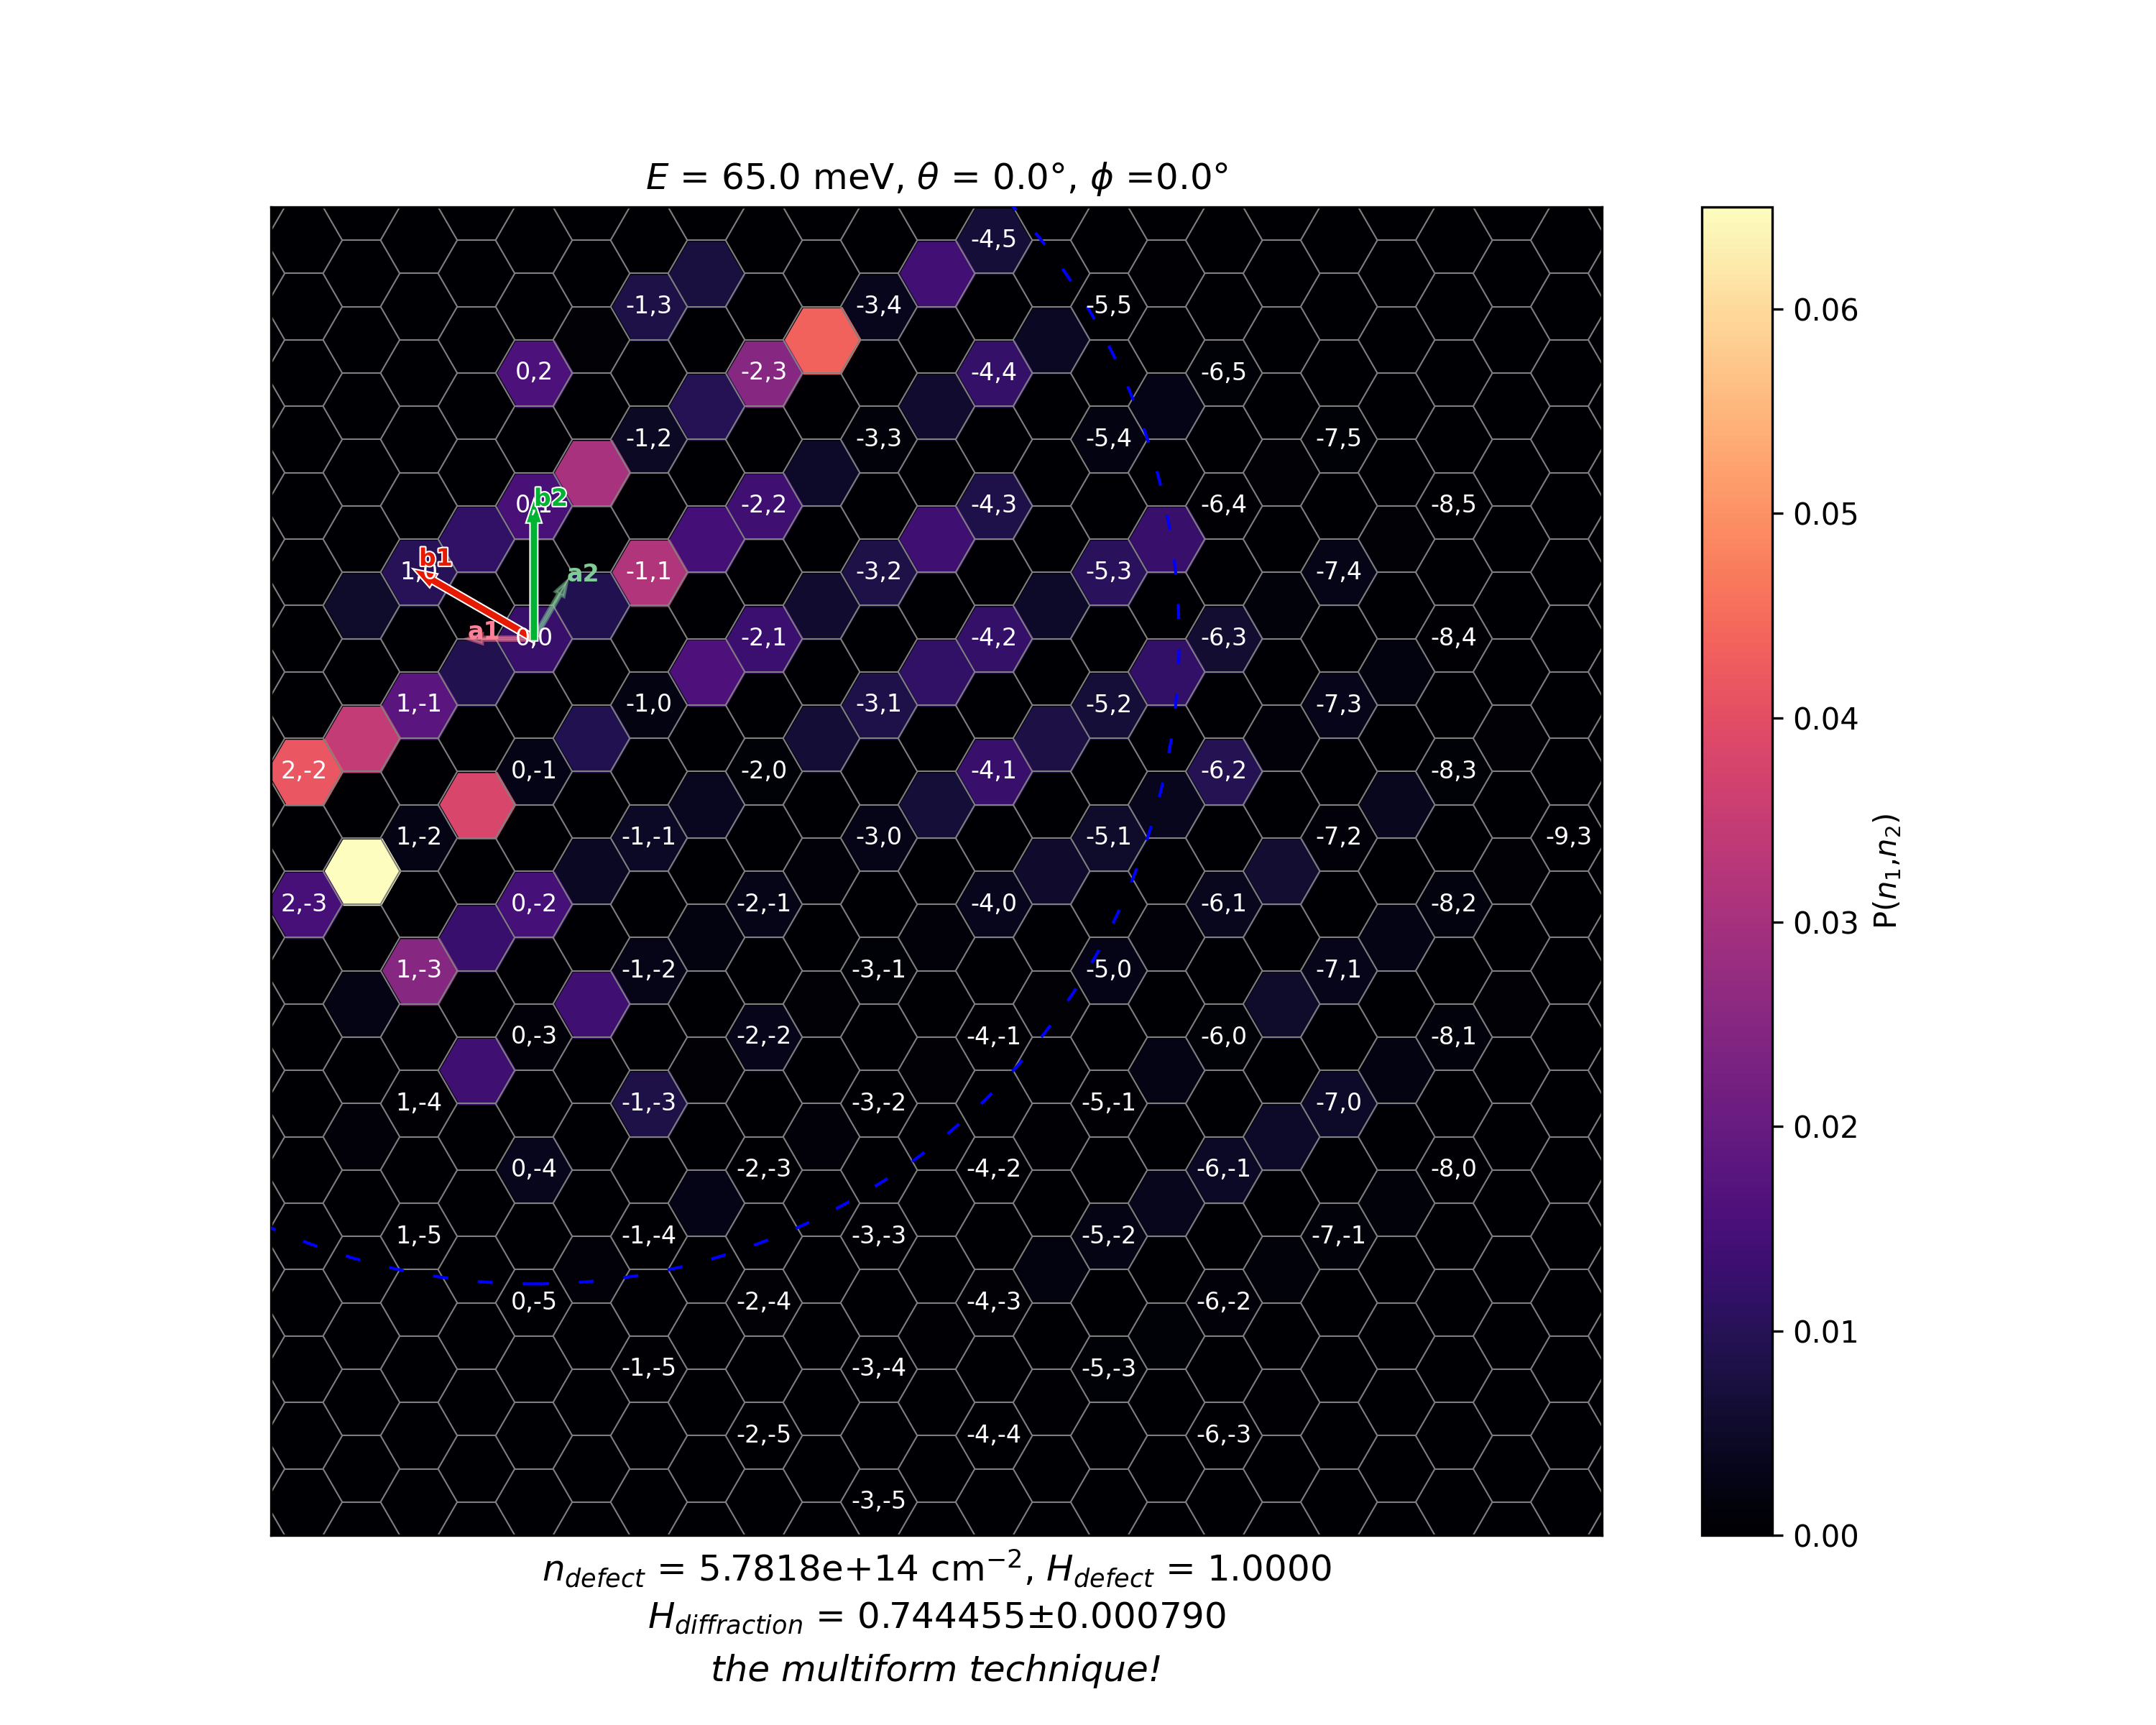 E = 65.0 meV, θ = 0.0°, ϕ =0.0°
-4,5
-1,3 -3,4 -5,5
0,2 -2,3 -4,4 -6,5
-1,2 -3,3 -5,4 -7,5
0,1 b2 -2,2 -4,3 -6,4 -8,5
b1
1,0 a2 -1,1 -3,2 -5,3 -7,4
a1 0,0 -2,1 -4,2 -6,3 -8,4
1,-1 -1,0 -3,1 -5,2 -7,3
2,-2 0,-1 -2,0 -4,1 -6,2 -8,3
1,-2 -1,-1 -3,0 -5,1 -7,2 -9,3
2,-3 0,-2 -2,-1 -4,0 -6,1 -8,2
1,-3 -1,-2 -3,-1 -5,0 -7,1
0,-3 -2,-2 -4,-1 -6,0 -8,1
1,-4 -1,-3 -3,-2 -5,-1 -7,0
0,-4 -2,-3 -4,-2 -6,-1 -8,0
1,-5 -1,-4 -3,-3 -5,-2 -7,-1
0,-5 -2,-4 -4,-3 -6,-2
-1,-5 -3,-4 -5,-3
-2,-5 -4,-4 -6,-3
-3,-5
0.06
0.05
0.04
0.03
0.02
0.01
0.00
P(n₁,n₂)
n_defect = 5.7818e+14 cm⁻², H_defect = 1.0000
H_diffraction = 0.744455±0.000790
the multiform technique!